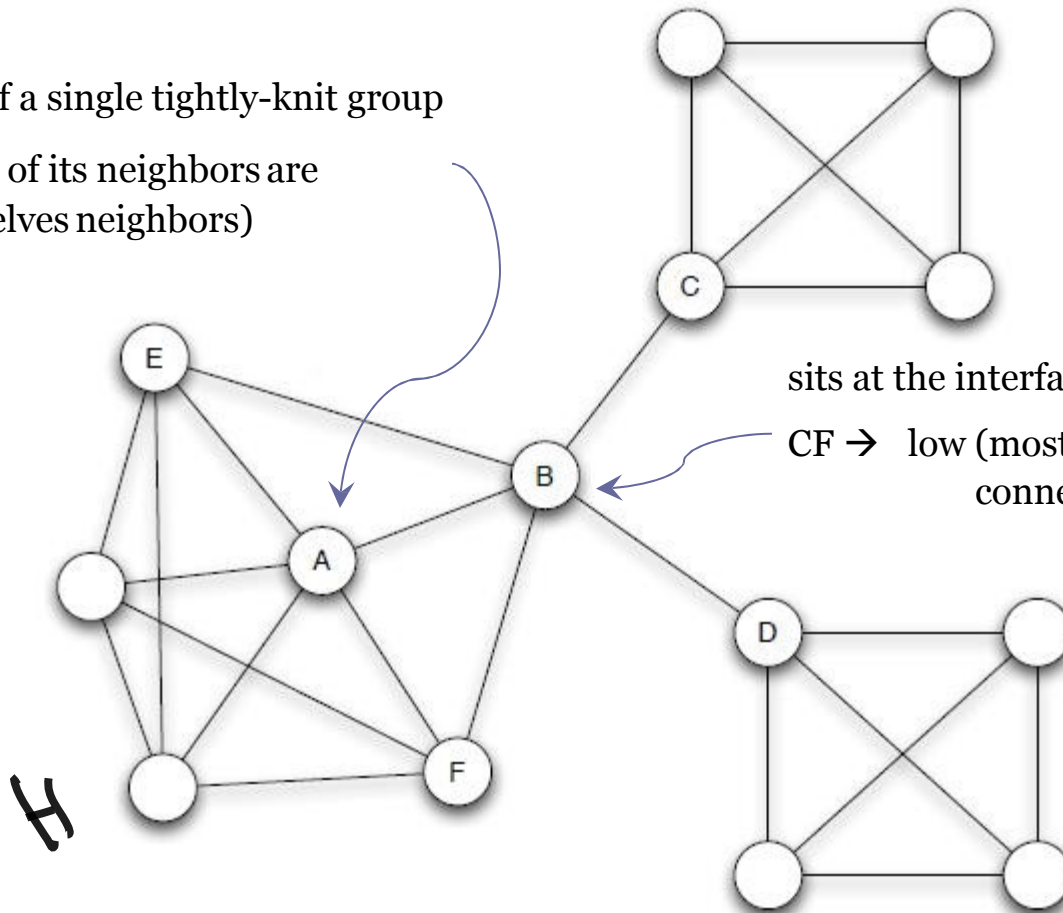 f a single tightly-knit group
of its neighbors are
elves neighbors)
C
E
sits at the interfa
B
CF → low (most
conne
A
D
F
H